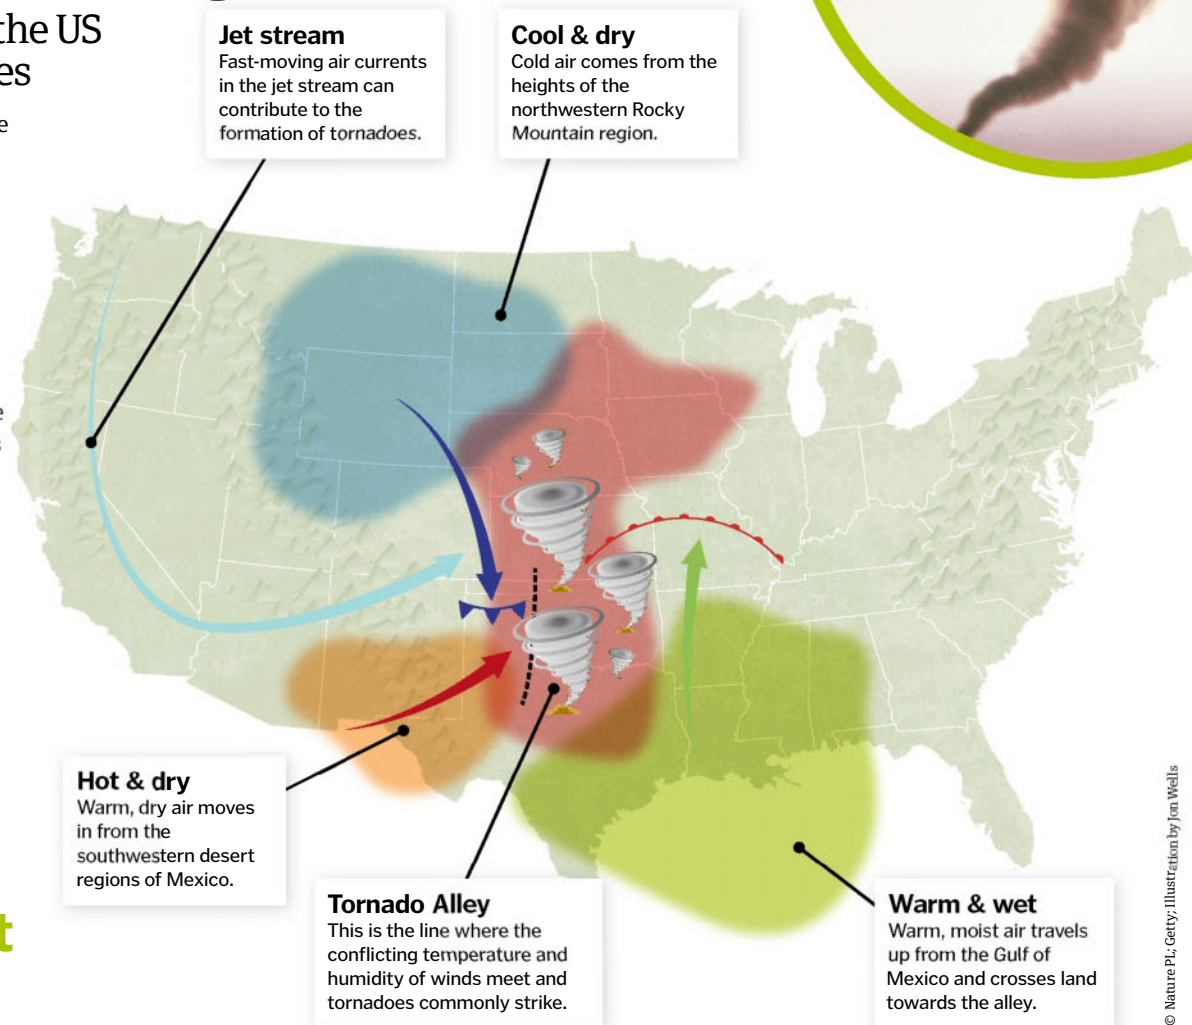 the US
es
e
Jet stream
Fast-moving air currents
in the jet stream can
contribute to the
formation of tornadoes.
Cool & dry
Cold air comes from the
heights of the
northwestern Rocky
Mountain region.
e
Hot & dry
Warm, dry air moves
in from the
southwestern desert
regions of Mexico.
t
Tornado Alley
This is the line where the
conflicting temperature and
humidity of winds meet and
tornadoes commonly strike.
Warm & wet
Warm, moist air travels
up from the Gulf of
Mexico and crosses land
towards the alley.
© Nature PL; Getty; Illustration by Jon Wells